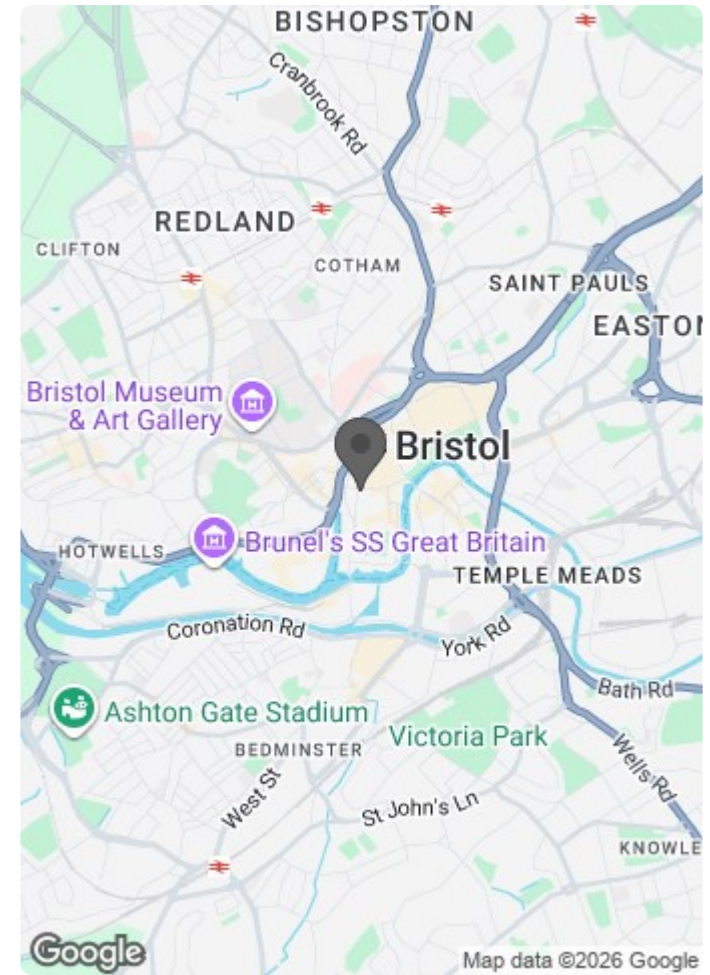 BISHOPSTON
Cranbrook Rd
REDLAND
CLIFTON
COTHAM
SAINT PAULS
EASTON
Bristol Museum
& Art Gallery
Bristol
HOTWELLS
Brunel's SS Great Britain
TEMPLE MEADS
Coronation Rd
York Rd
Bath Rd
Ashton Gate Stadium
Victoria Park
BEDMINSTER
Wells Rd
West St
St John's Ln
KNOWLE
Google
Map data ©2026 Google